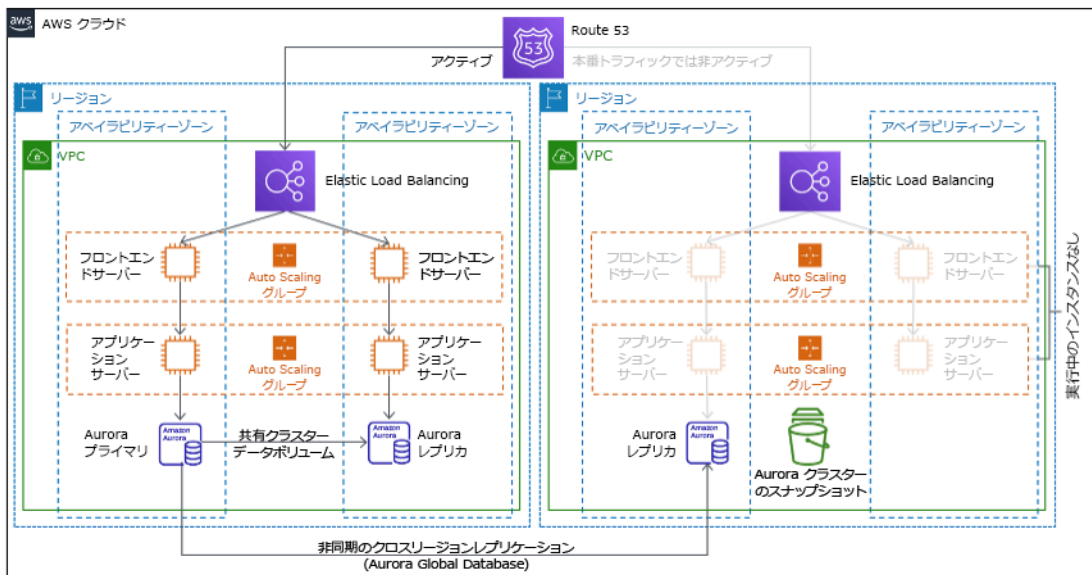 aws
AWS クラウド
Route 53
53
アクティブ
本番トラフィックでは非アクティブ
リージョン
アベイラビリティーゾーン
アベイラビリティーゾーン
VPC
Elastic Load Balancing
フロントエン
ドサーバー
Auto Scaling
グループ
フロントエン
ドサーバー
アプリケー
ション
サーバー
Auto Scaling
グループ
アプリケー
ション
サーバー
Aurora
プライマリ
Amazon
Aurora
共有クラスター
データボリューム
Amazon
Aurora
Aurora
レプリカ
リージョン
アベイラビリティーゾーン
アベイラビリティーゾーン
VPC
Elastic Load Balancing
フロントエン
ドサーバー
Auto Scaling
グループ
フロントエン
ドサーバー
アプリケー
ション
サーバー
Auto Scaling
グループ
アプリケー
ション
サーバー
実行中のインスタンスなし
Aurora
レプリカ
Amazon
Aurora
Aurora クラスター
のスナップショット
非同期のクロスリージョンレプリケーション
(Aurora Global Database)